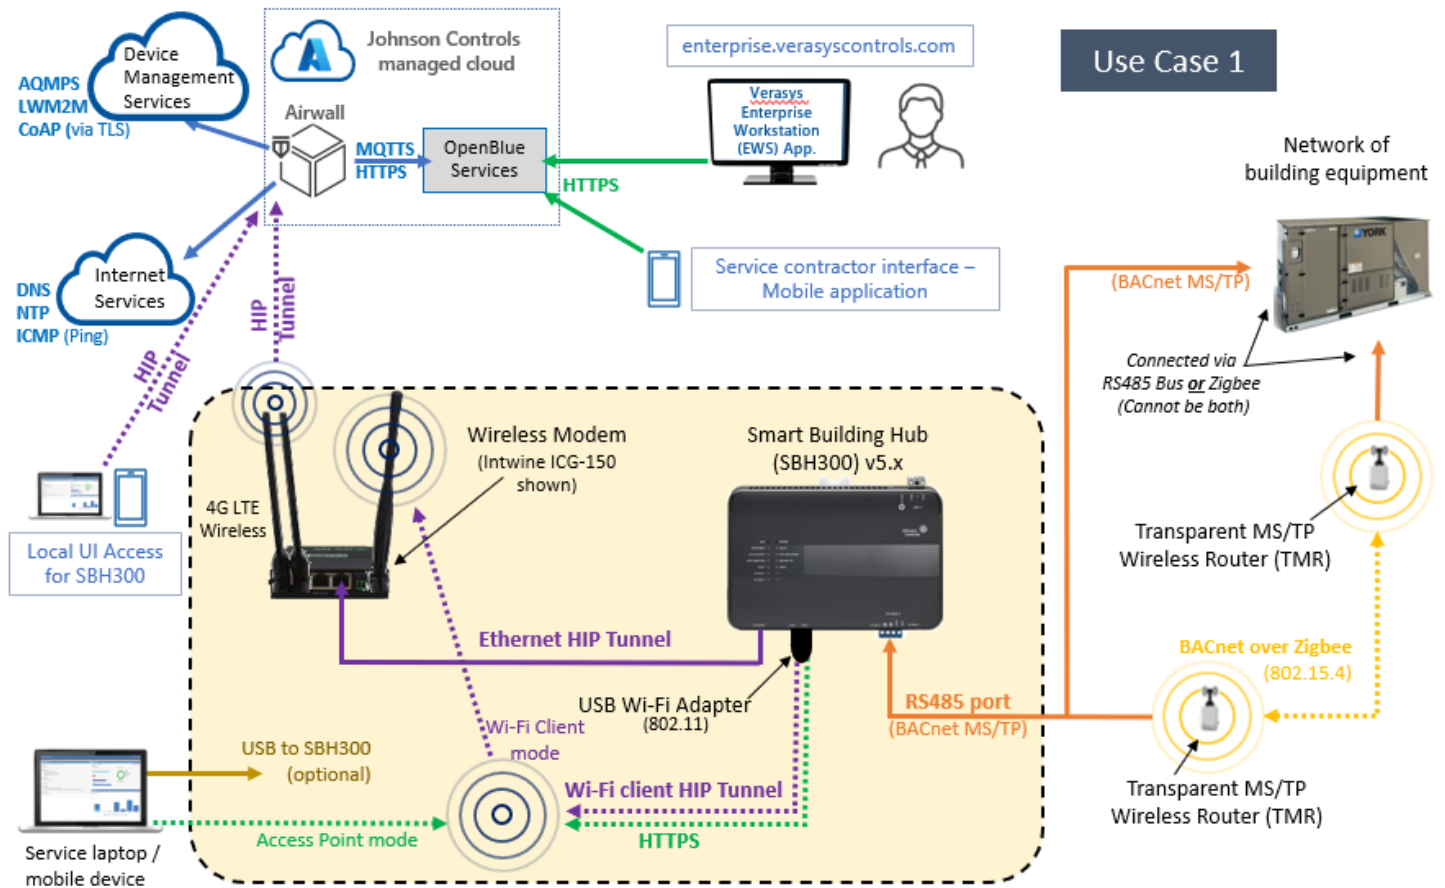 Use Case 1
Device
Management
Services
AQMPS
LWM2M
CoAP (via TLS)
Johnson Controls
managed cloud
Airwall
MQTTS
HTTPS
OpenBlue
Services
enterprise.verasyscontrols.com
Verasys
Enterprise
Workstation
(EWS) App.
HTTPS
Service contractor interface –
Mobile application
Internet
Services
DNS
NTP
ICMP (Ping)
HIP
Tunnel
HIP
Tunnel
Network of
building equipment
YORK
(BACnet MS/TP)
Connected via
RS485 Bus or Zigbee
(Cannot be both)
Local UI Access
for SBH300
4G LTE
Wireless
Wireless Modem
(Intwine ICG-150
shown)
Smart Building Hub
(SBH300) v5.x
Transparent MS/TP
Wireless Router (TMR)
Ethernet HIP Tunnel
USB Wi-Fi Adapter
(802.11)
RS485 port
(BACnet MS/TP)
BACnet over Zigbee
(802.15.4)
Wi-Fi Client
mode
USB to SBH300
(optional)
Wi-Fi client HIP Tunnel
HTTPS
Access Point mode
Transparent MS/TP
Wireless Router (TMR)
Service laptop /
mobile device